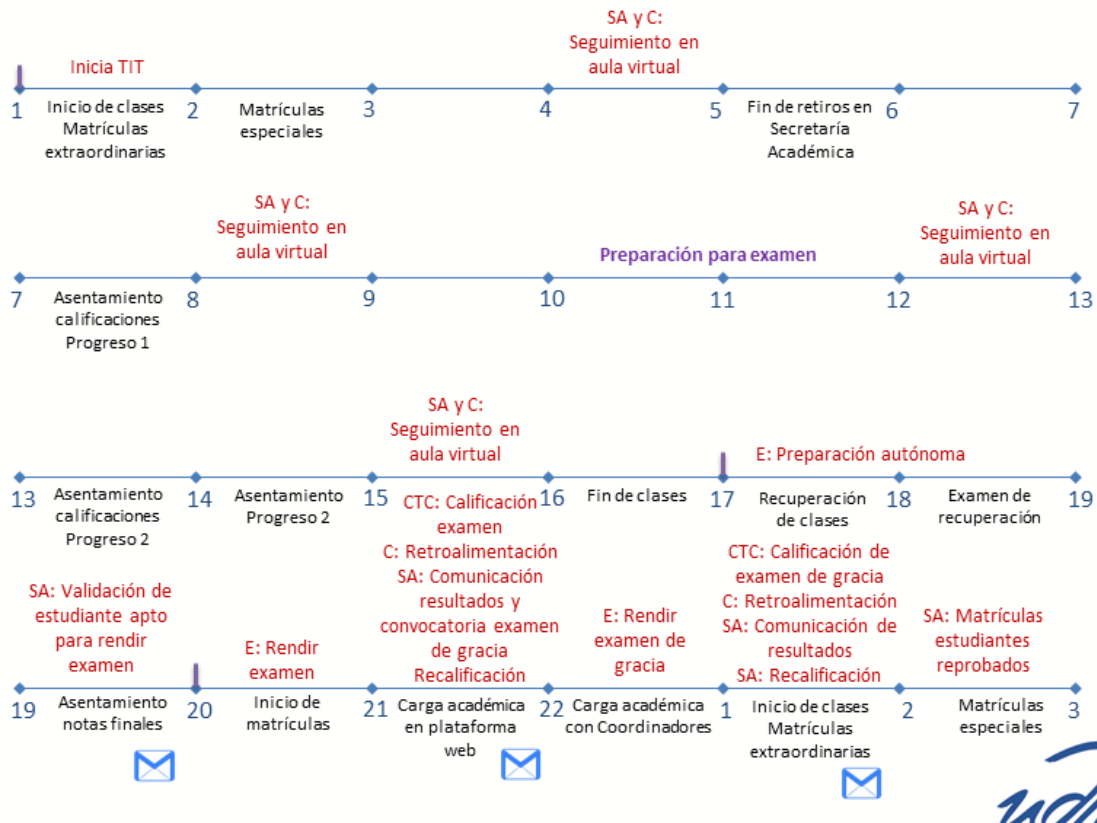 SA y C:
Seguimiento en
aula virtual
Inicia TIT
1
Inicio de clases
Matrículas
extraordinarias
2
Matrículas
especiales
3
4
5
Fin de retiros en
Secretaría
Académica
6
7
SA y C:
Seguimiento en
aula virtual
Preparación para examen
SA y C:
Seguimiento en
aula virtual
7
Asentamiento
calificaciones
Progreso 1
8
9
10
11
12
13
SA y C:
Seguimiento en
aula virtual
E: Preparación autónoma
13
Asentamiento
calificaciones
Progreso 2
14
Asentamiento
Progreso 2
15
16
Fin de clases
17
Recuperación
de clases
18
Examen de
recuperación
19
SA: Validación de
estudiante apto
para rendir
examen
E: Rendir
examen
CTC: Calificación
examen
C: Retroalimentación
SA: Comunicación
resultados y
convocatoria examen
de gracia
Recalificación
E: Rendir
examen de
gracia
CTC: Calificación de
examen de gracia
C: Retroalimentación
SA: Comunicación de
resultados
SA: Recalificación
SA: Matrículas
estudiantes
reprobados
19
Asentamiento
notas finales
20
Inicio de
matrículas
21
Carga académica
en plataforma
web
22
Carga académica
con Coordinadores
1
Inicio de clases
Matrículas
extraordinarias
2
Matrículas
especiales
3